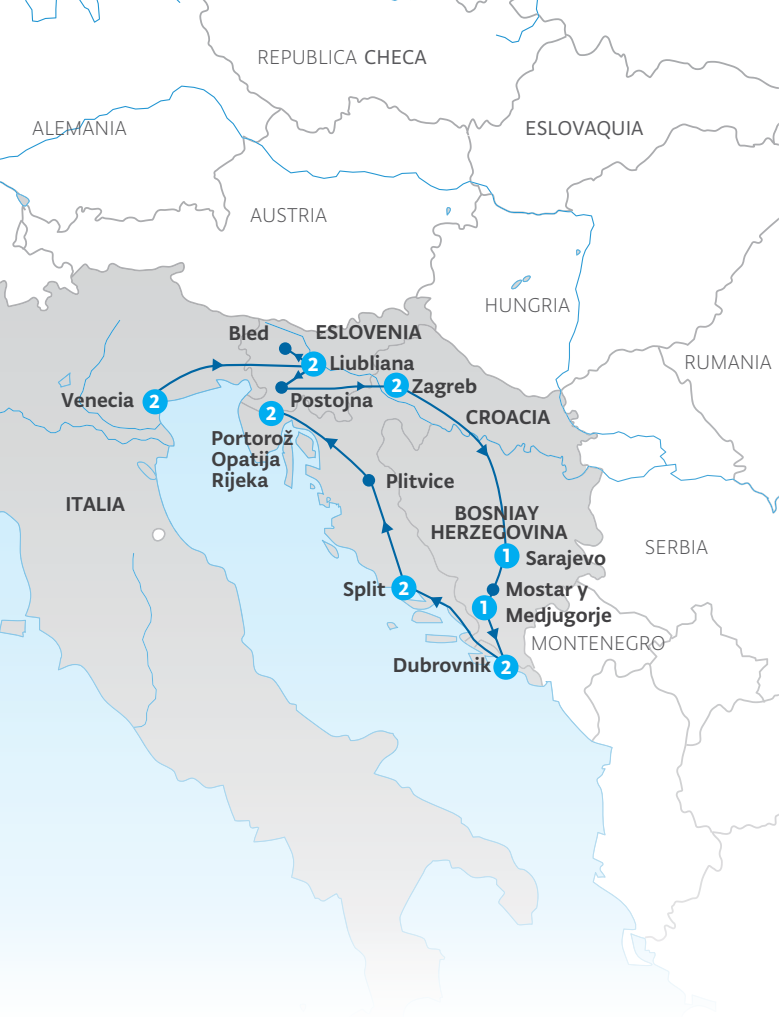 REPUBLICA CHECA
ALEMANIA
ESLOVAQUIA
AUSTRIA
HUNGRIA
Bled
ESLOVENIA
2
Liubliana
RUMANIA
2
Zagreb
Venecia
2
Postojna
2
CROACIA
Portorož
Opatija
Rijeka
Plitvice
ITALIA
BOSNIAY
HERZEGOVINA
SERBIA
1
Sarajevo
Split
2
Mostar y
Medjugorje
1
MONTENEGRO
Dubrovnik
2